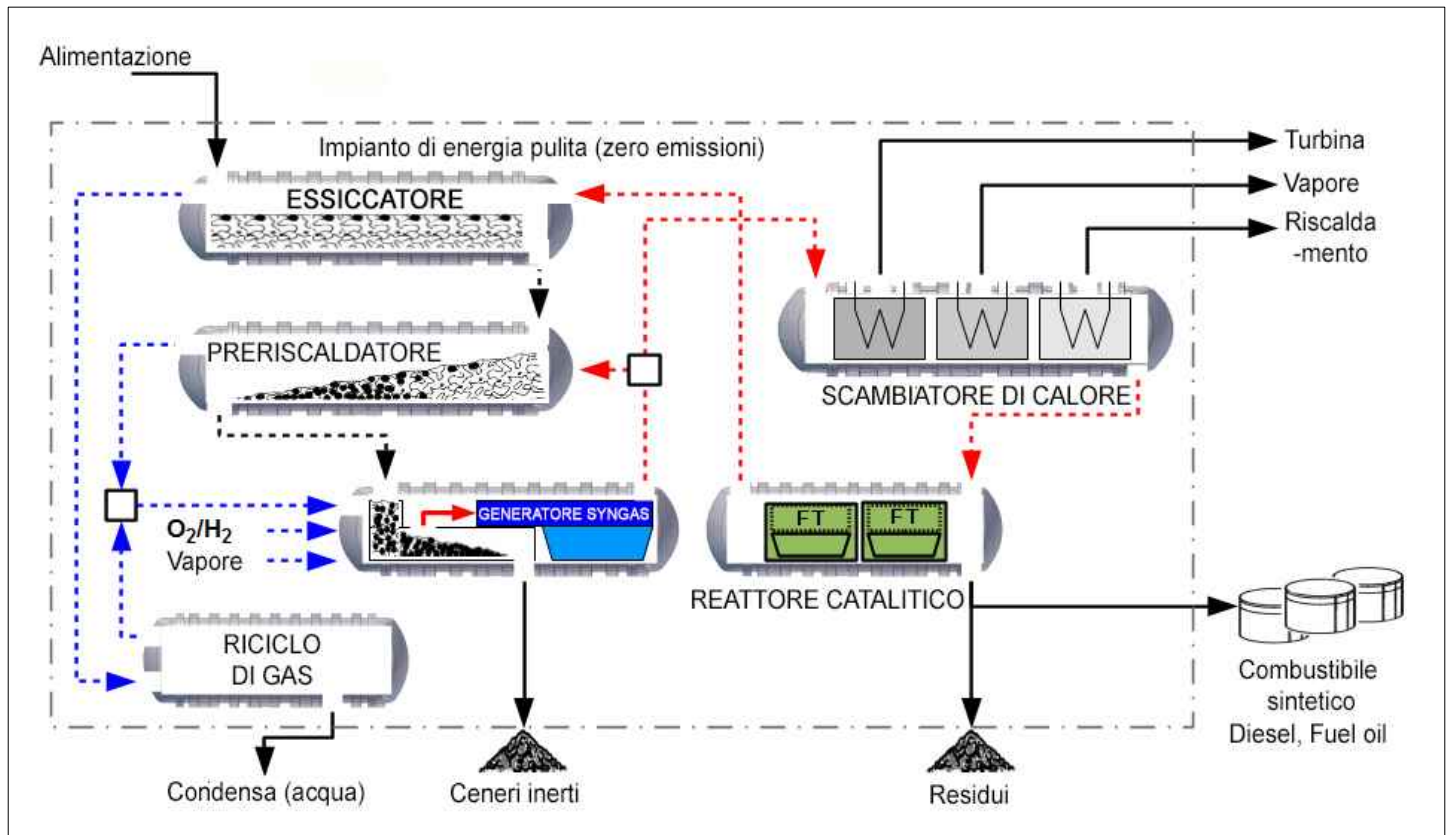 Alimentazione
Impianto di energia pulita (zero emissioni)
Turbina
Vapore
Riscalda
-mento
ESSICCATORE
PRERISCALDATORE
SCAMBIATORE DI CALORE
GENERATORE SYNGAS
O₂/H₂
Vapore
FT FT
REATTORE CATALITICO
RICICLO
DI GAS
Combustibile
sintetico
Diesel, Fuel oil
Condensa (acqua)
Ceneri inerti
Residui